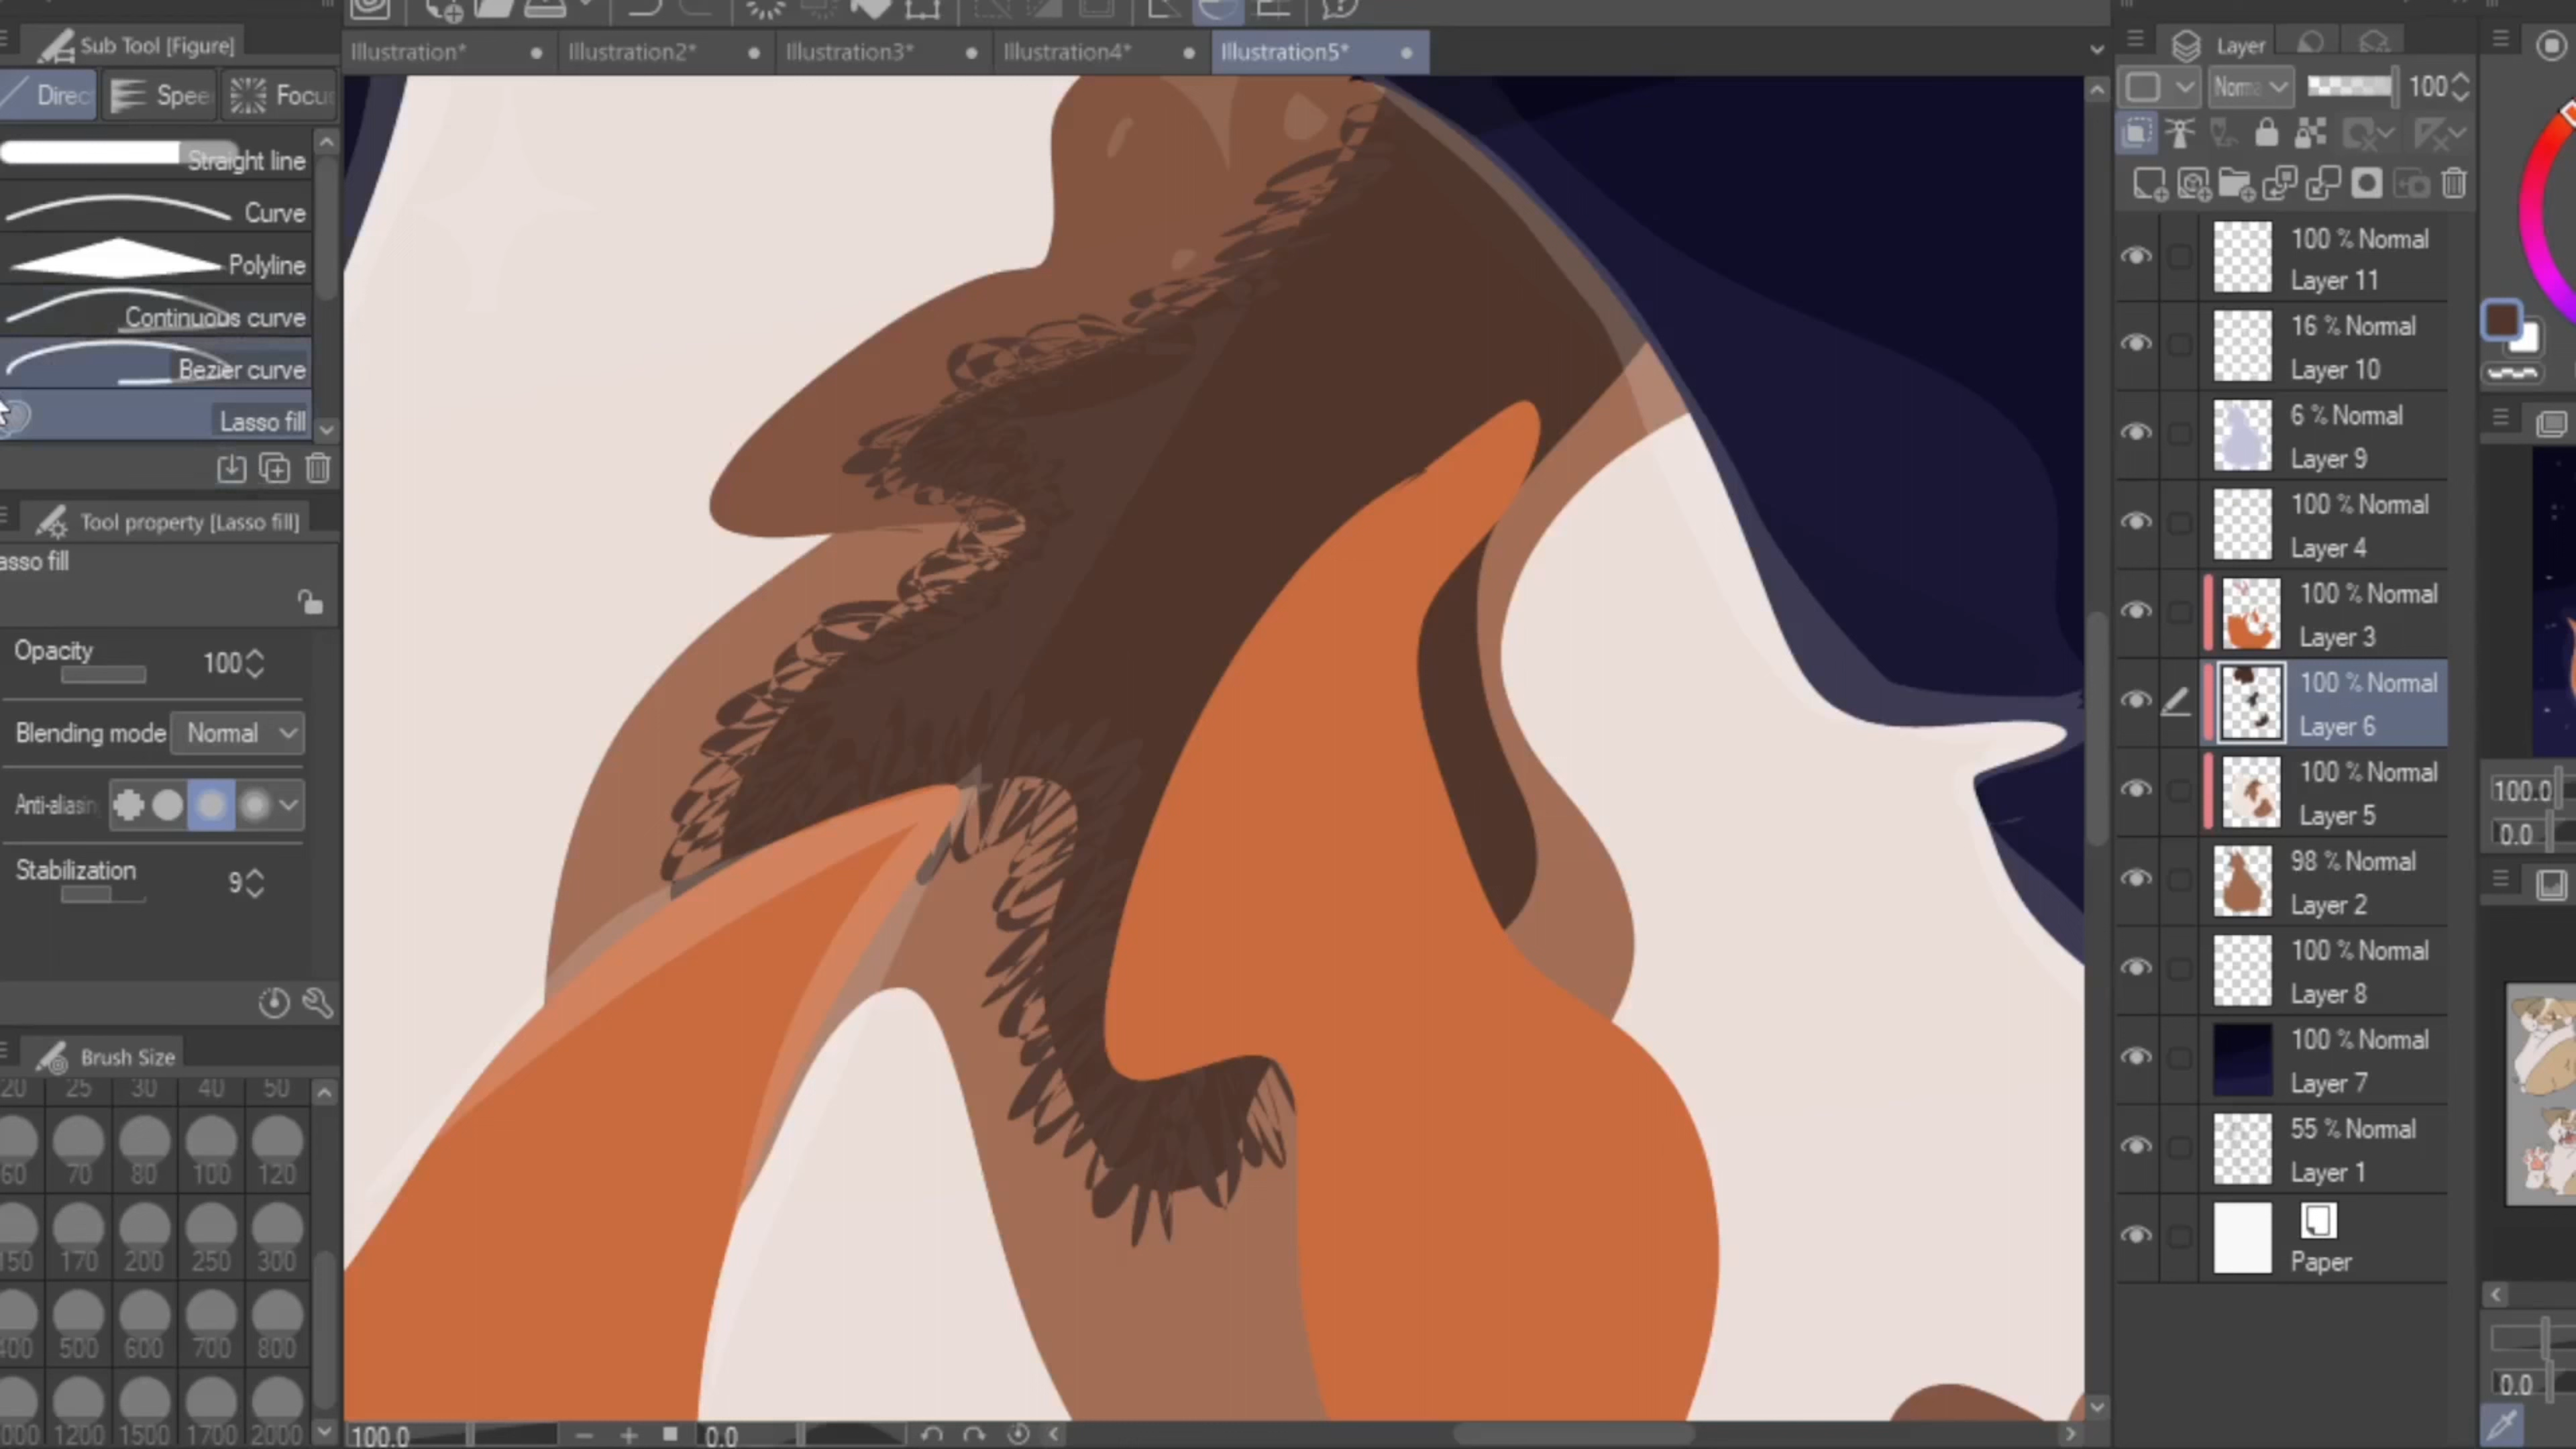 Sub Tool [Figure]
Illustration*
Illustration2*
Illustration3*
Illustration4*
Illustration5*
Layer
Direc
Spee
Focu
Norma
100
Straight line
Curve
Polyline
Continuous curve
Bezier curve
Lasso fill
Tool property [Lasso fill]
asso fill
Opacity
100
Blending mode
Normal
Anti-aliasin
Stabilization
9
Brush Size
20 25 30 40 50
60 70 80 100 120
150 170 200 250 300
400 500 600 700 800
000 1200 1500 1700 2000
100.0
0.0
100 % Normal
Layer 11
16 % Normal
Layer 10
6 % Normal
Layer 9
100 % Normal
Layer 4
100 % Normal
Layer 3
100 % Normal
Layer 6
100 % Normal
Layer 5
98 % Normal
Layer 2
100 % Normal
Layer 8
100 % Normal
Layer 7
55 % Normal
Layer 1
Paper
100.0
0.0
0.0